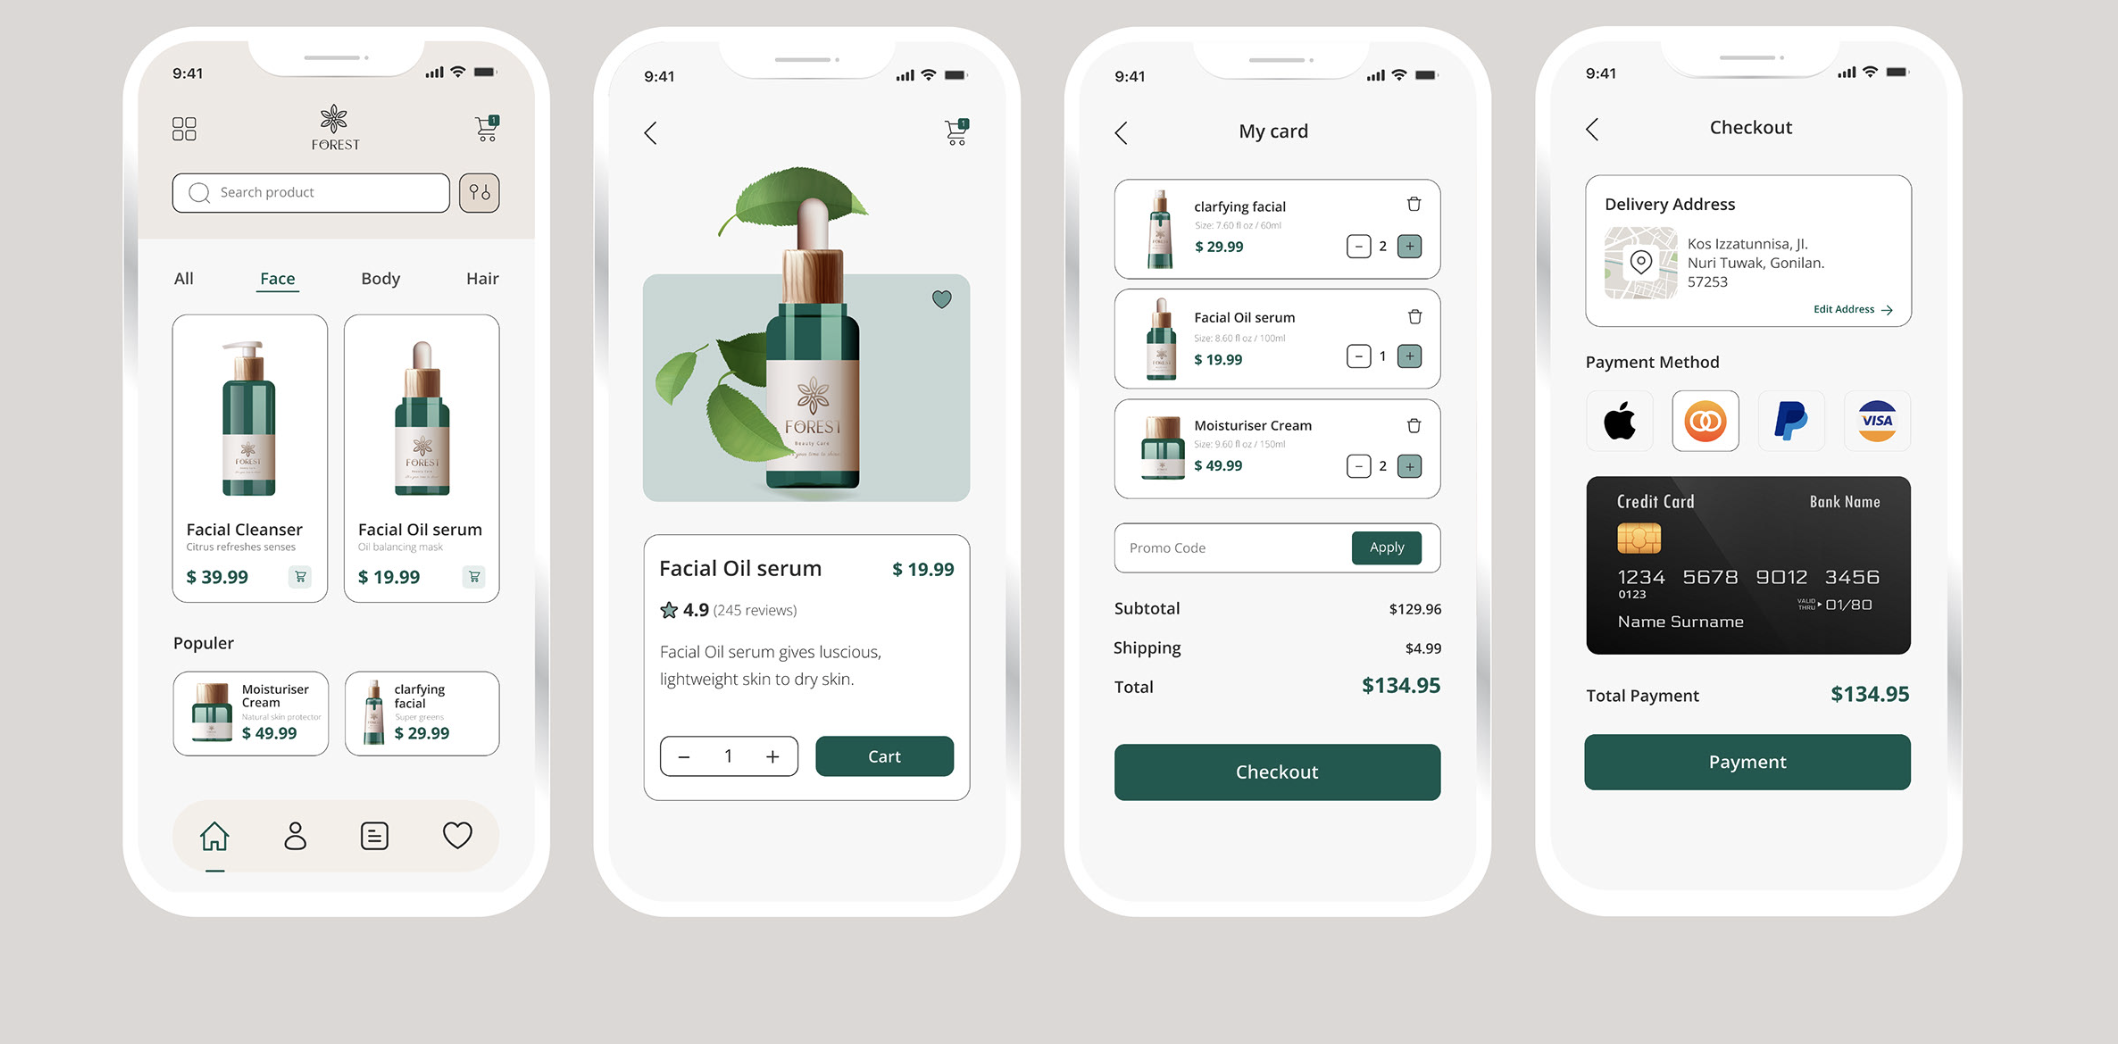 9:41
1
FOREST
Search product
All Face Body Hair
FOREST
FOREST
Facial Cleanser
Citrus refreshes senses
$ 39.99
Facial Oil serum
Oil balancing mask
$ 19.99
Populer
Moisturiser
Cream
Natural skin protector
$ 49.99
clarfying
facial
Super greens
$ 29.99
9:41
1
FOREST
Beauty Care
Facial Oil serum $ 19.99
4.9 (245 reviews)
Facial Oil serum gives luscious,
lightweight skin to dry skin.
− 1 + Cart
9:41
My card
clarfying facial
Size: 7.60 fl oz / 60ml
$ 29.99
− 2 +
Facial Oil serum
Size: 8.60 fl oz / 100ml
$ 19.99
− 1 +
Moisturiser Cream
Size: 9.60 fl oz / 150ml
$ 49.99
− 2 +
Promo Code Apply
Subtotal $129.96
Shipping $4.99
Total $134.95
Checkout
9:41
Checkout
Delivery Address
Kos Izzatunnisa, Jl.
Nuri Tuwak, Gonilan.
57253
Edit Address
Payment Method
VISA
Credit Card Bank Name
1234 5678 9012 3456
0123
VALID
THRU 01/80
Name Surname
Total Payment $134.95
Payment